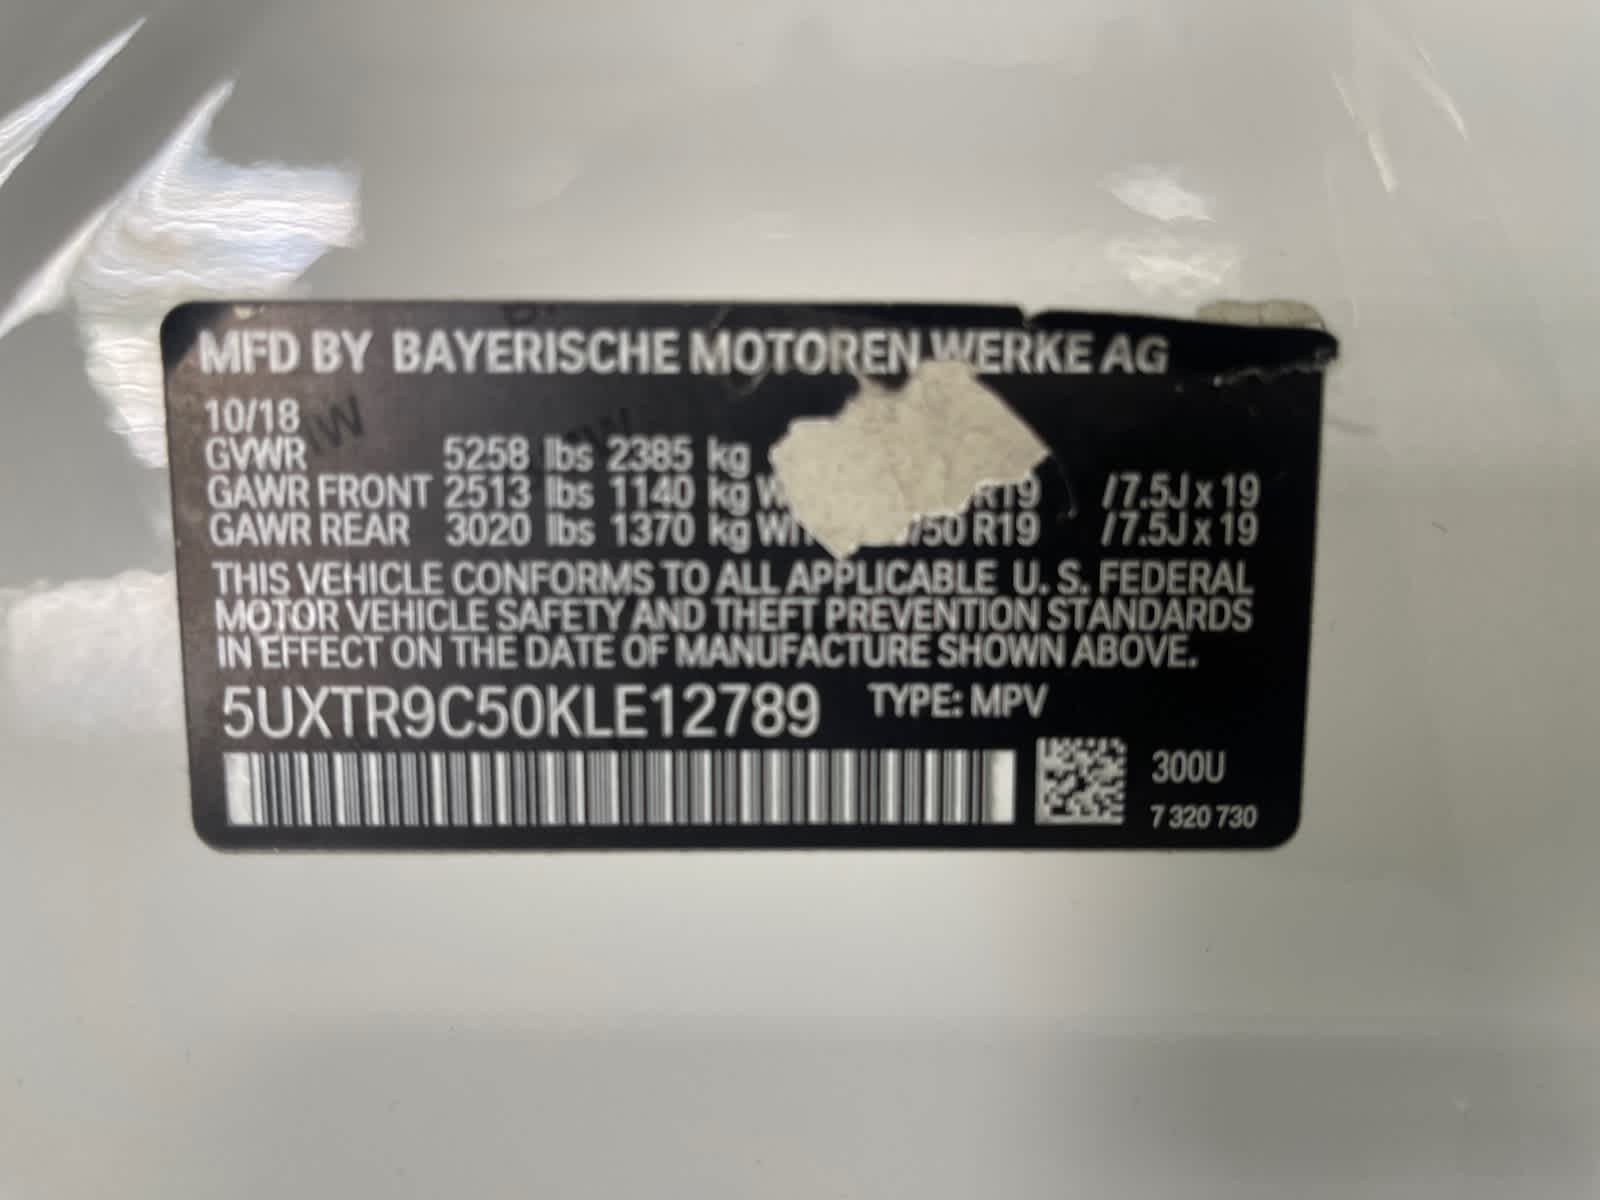 MFD BY BAYERISCHE MOTOREN WERKE AG
10/18
GVWR 5258 lbs 2385 kg
GAWR FRONT 2513 lbs 1140 kg R19 /7.5J x 19
GAWR REAR 3020 lbs 1370 kg /50 R19 /7.5J x 19
THIS VEHICLE CONFORMS TO ALL APPLICABLE U. S. FEDERAL
MOTOR VEHICLE SAFETY AND THEFT PREVENTION STANDARDS
IN EFFECT ON THE DATE OF MANUFACTURE SHOWN ABOVE.
5UXTR9C50KLE12789 TYPE: MPV
300U
7 320 730